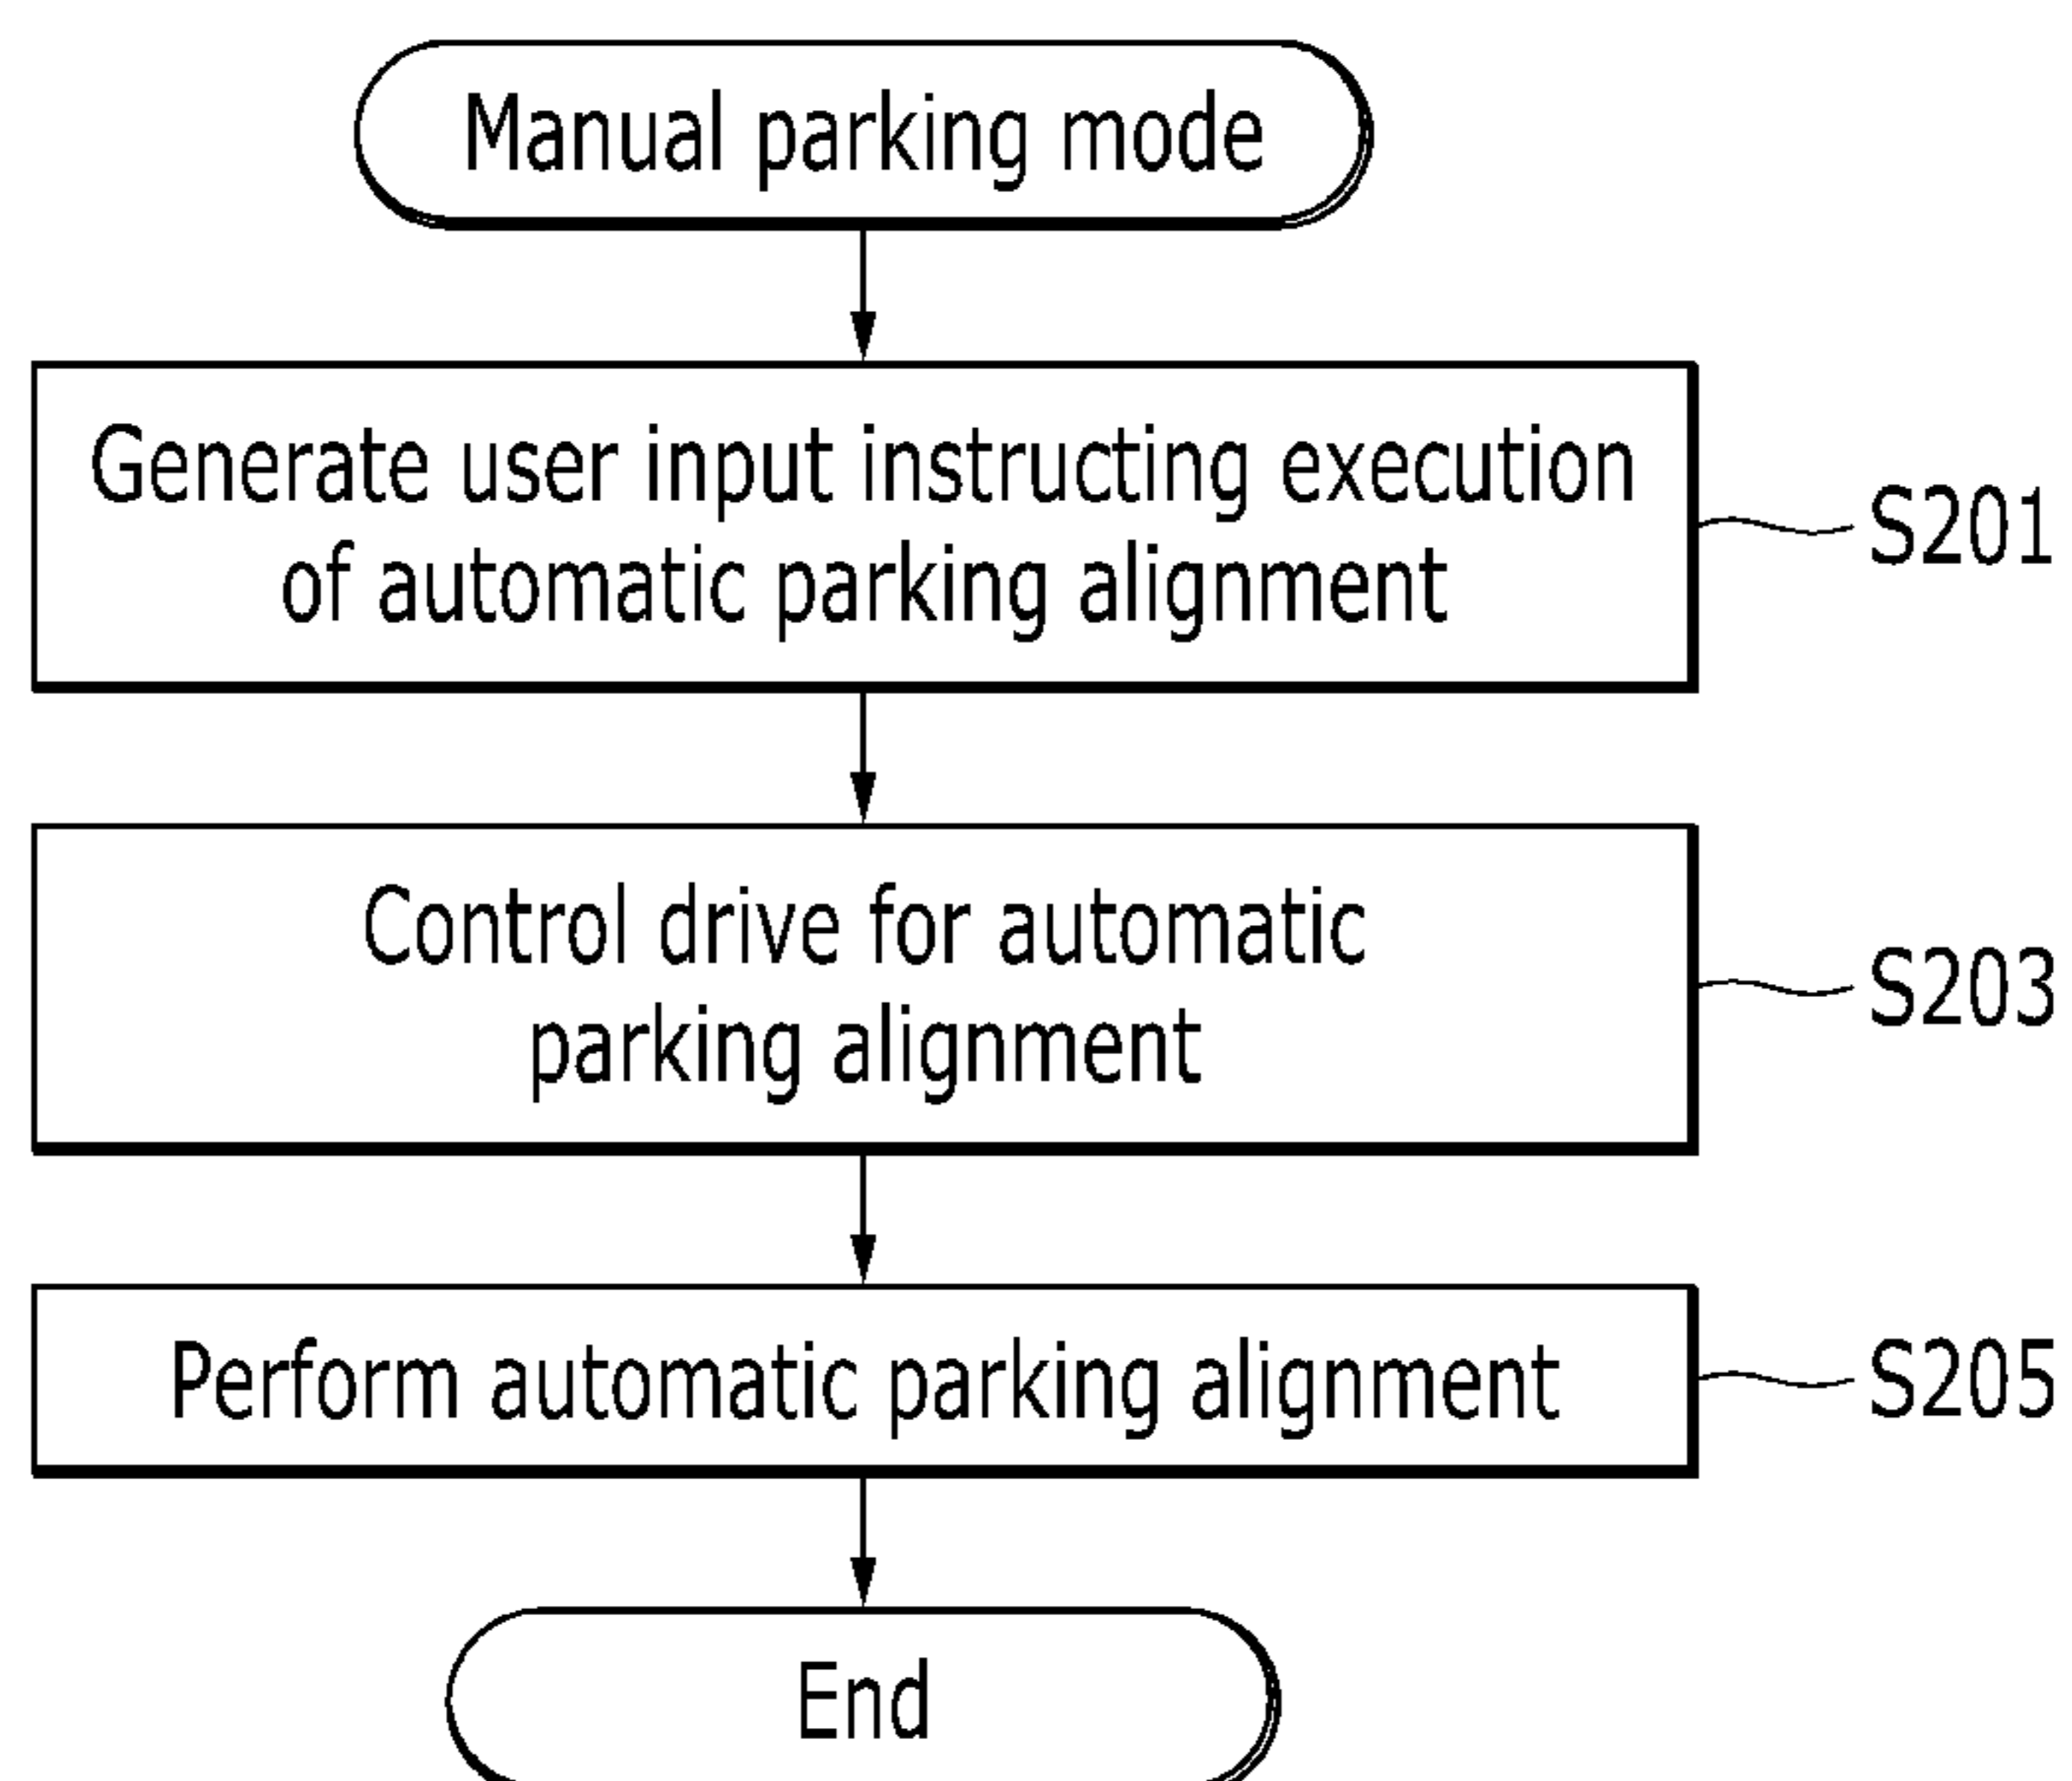 Manual parking mode
Generate user input instructing execution
of automatic parking alignment
S201
Control drive for automatic
parking alignment
S203
Perform automatic parking alignment
S205
End